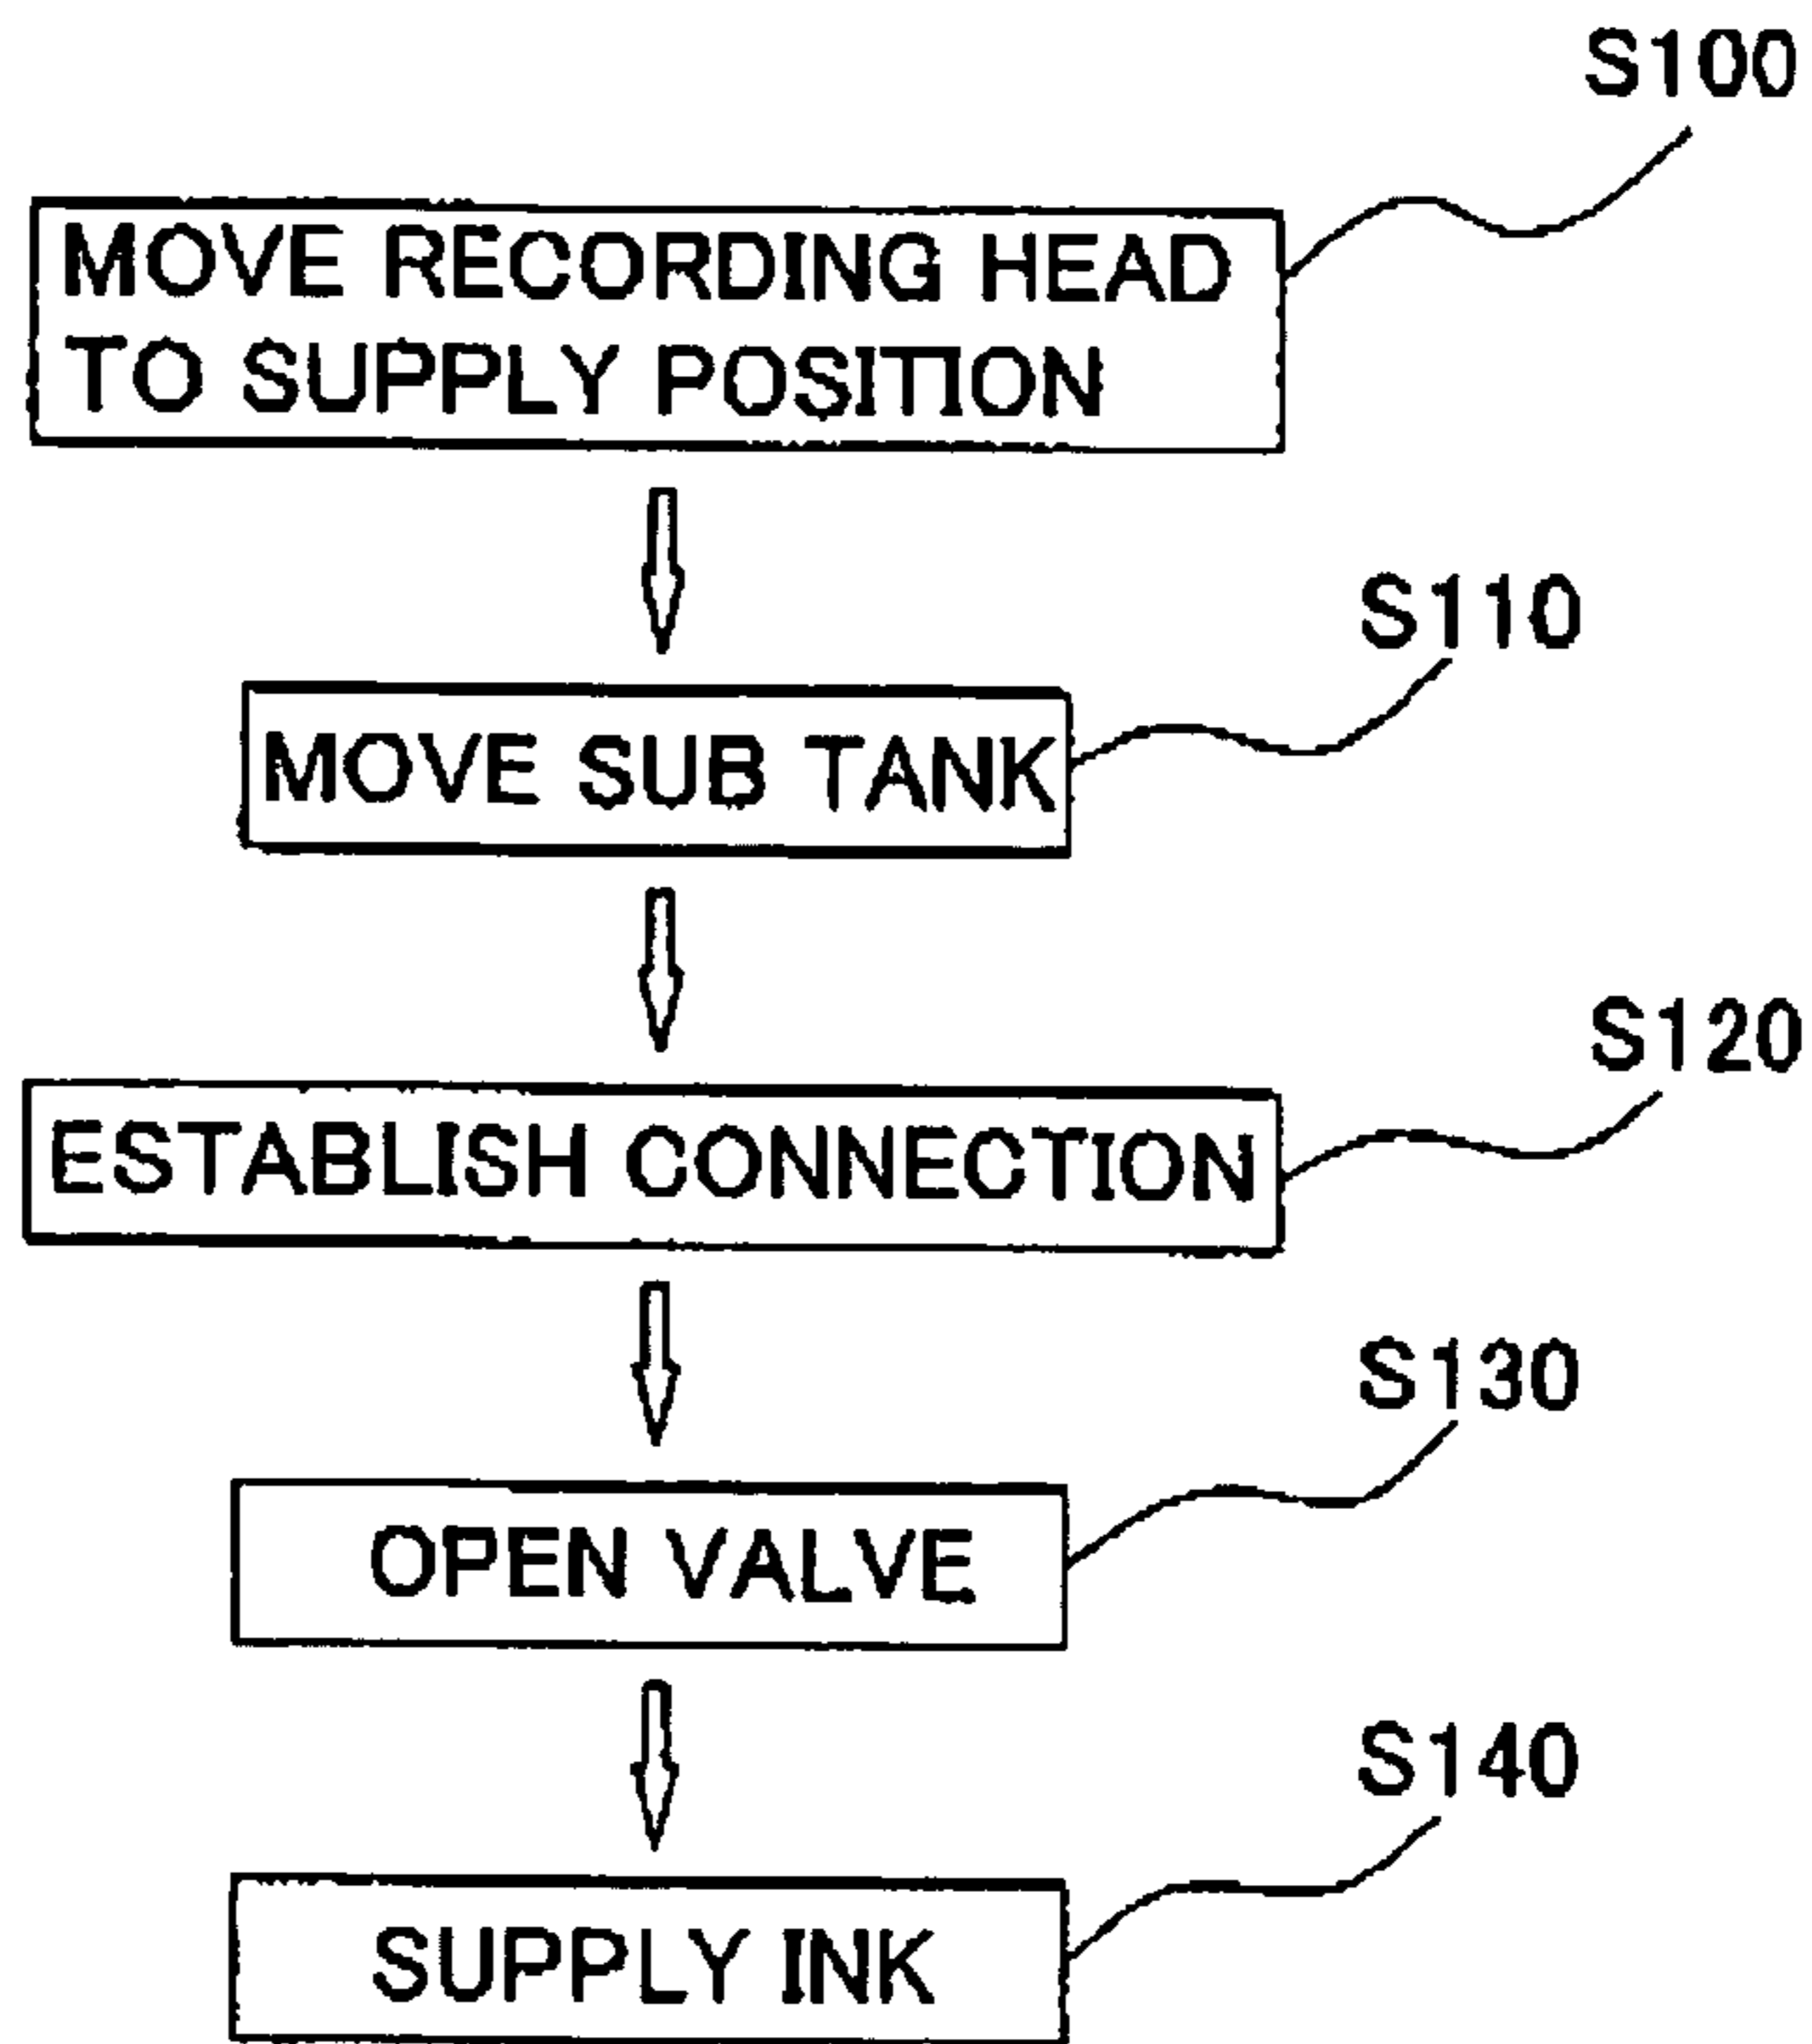 S100
MOVE RECORDING HEAD
TO SUPPLY POSITION
S110
MOVE SUB TANK
S120
ESTABLISH CONNECTION
S130
OPEN VALVE
S140
SUPPLY INK